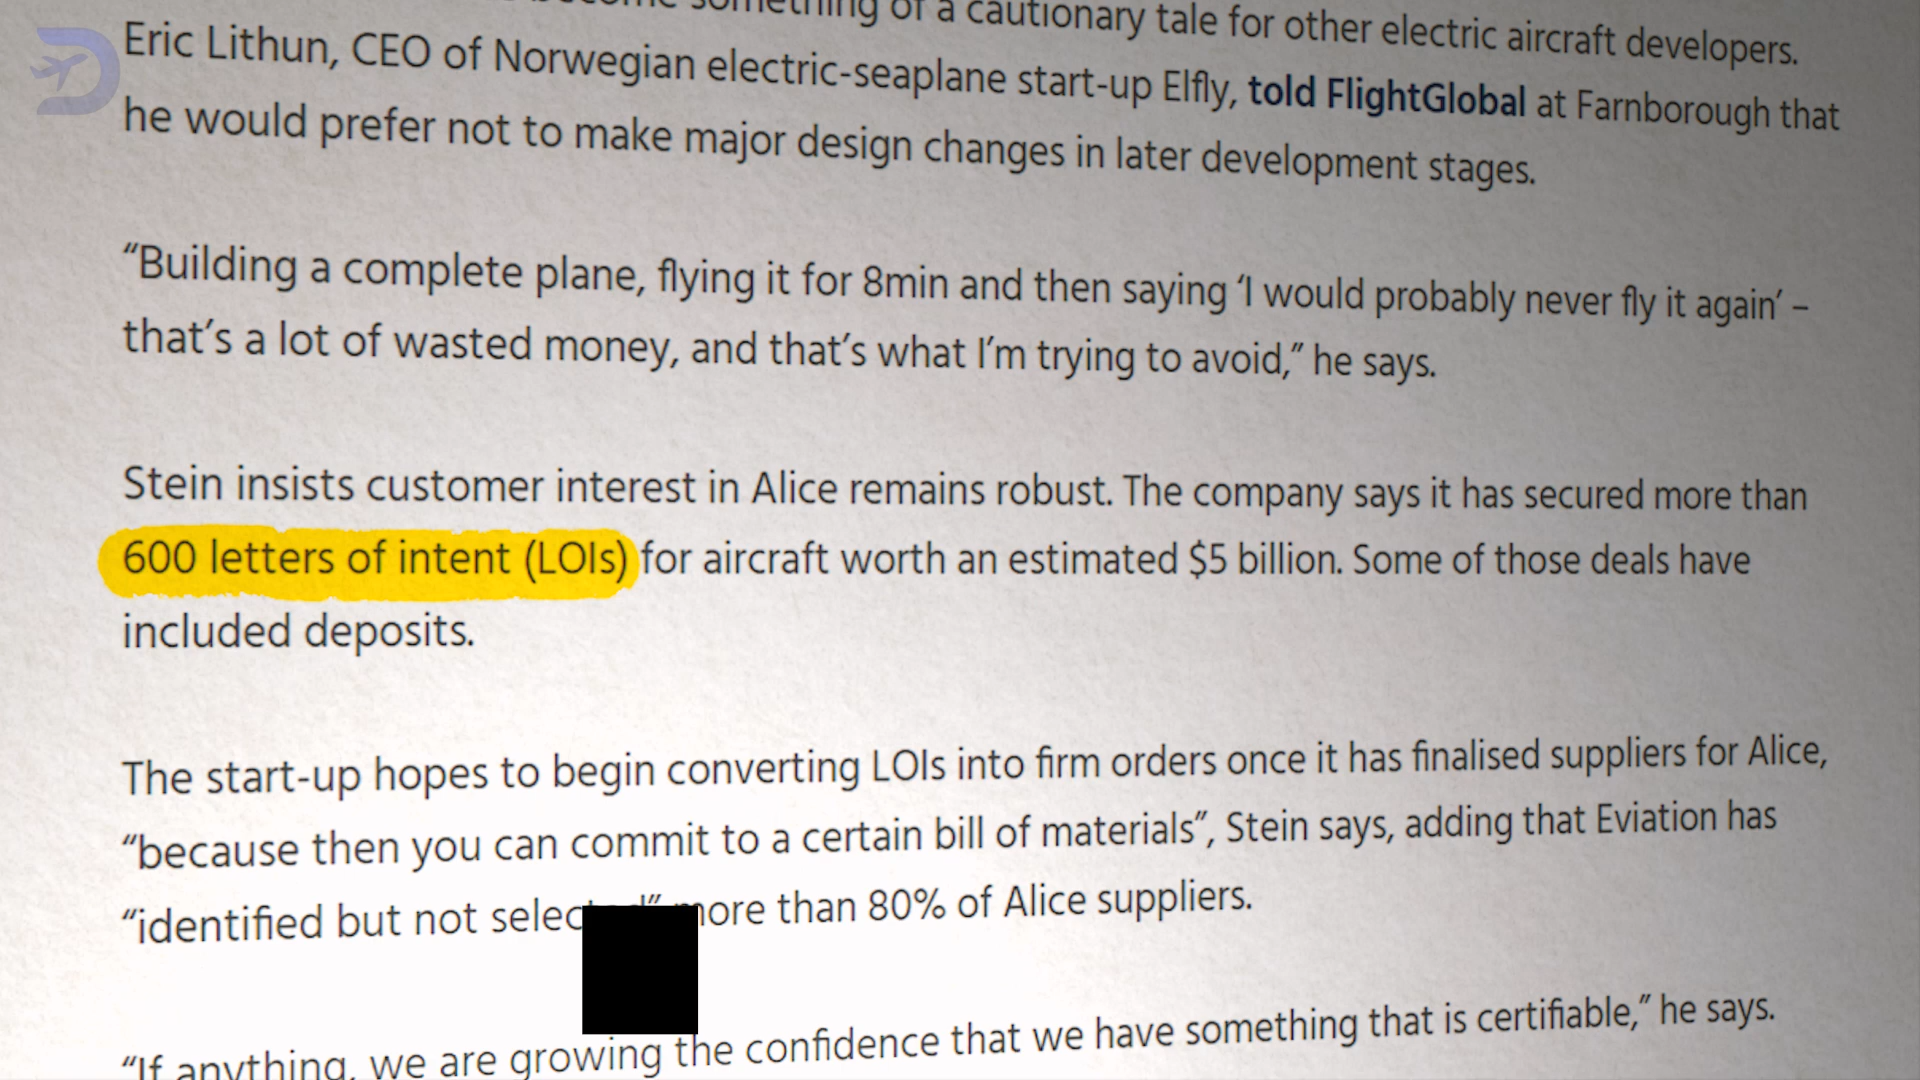 something of a cautionary tale for other electric aircraft developers.
Eric Lithun, CEO of Norwegian electric-seaplane start-up Elfly, told FlightGlobal at Farnborough that
he would prefer not to make major design changes in later development stages.
“Building a complete plane, flying it for 8min and then saying ‘I would probably never fly it again’ –
that’s a lot of wasted money, and that’s what I’m trying to avoid,” he says.
Stein insists customer interest in Alice remains robust. The company says it has secured more than
600 letters of intent (LOIs) for aircraft worth an estimated $5 billion. Some of those deals have
included deposits.
The start-up hopes to begin converting LOIs into firm orders once it has finalised suppliers for Alice,
“because then you can commit to a certain bill of materials”, Stein says, adding that Eviation has
“identified but not selected” more than 80% of Alice suppliers.
“If anything, we are growing the confidence that we have something that is certifiable,” he says.